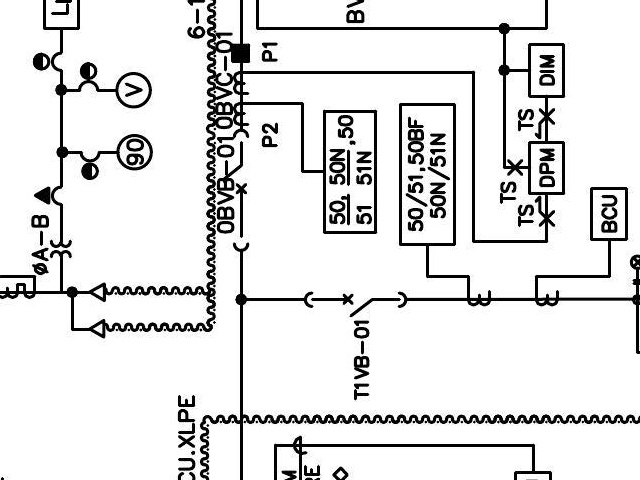 BV
6-1
P1
DIM
V
0BVC-01
TS
P2
50, 50N ,50
51 51N
50/51,50BF
50N/51N
90
DPM
TS
0BVB-01
TS
BCU
ØA-B
T1VB-01
CU.XLPE